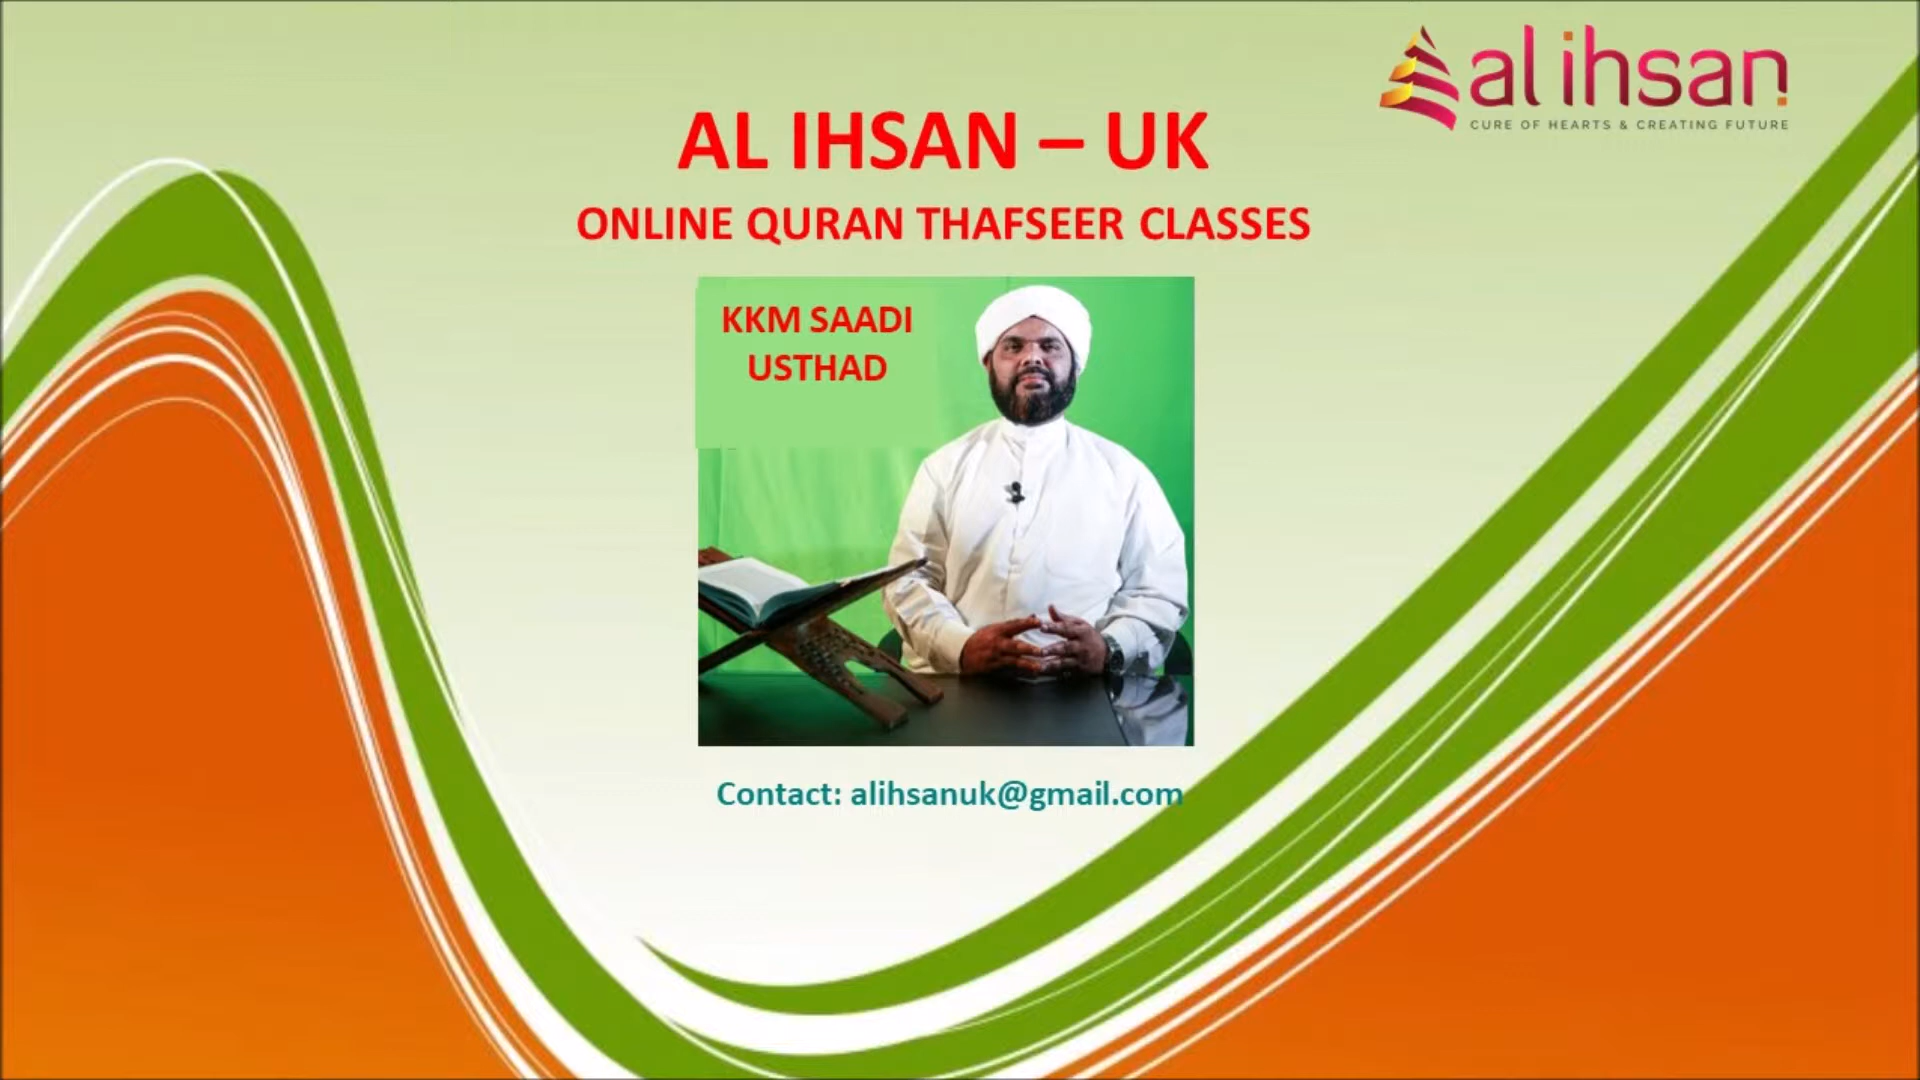 al ihsan
CURE OF HEARTS & CREATING FUTURE
AL IHSAN – UK
ONLINE QURAN THAFSEER CLASSES
KKM SAADI
USTHAD
Contact: alihsanuk@gmail.com